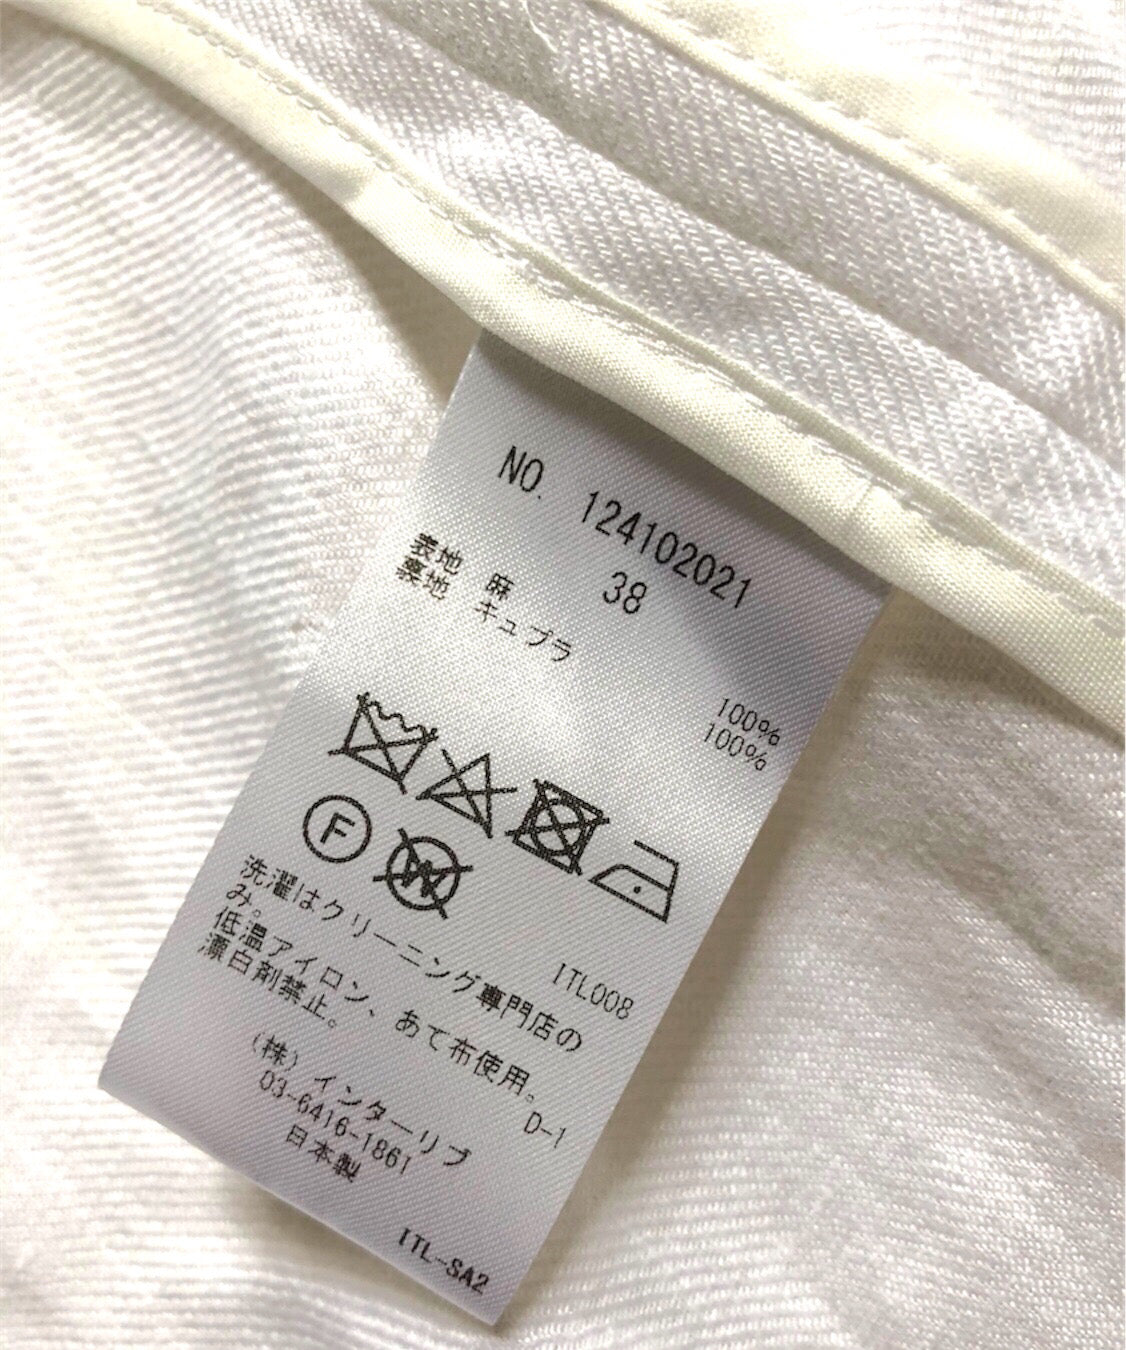 NO. 124102021
38
表地 麻 100%
裏地 キュプラ 100%
F
W
ITL008
洗濯はクリーニング専門店の
み。
低温アイロン、あて布使用。
漂白剤禁止。
D-1
(株)インターリブ
03-6416-1861
日本製
ITL-SA2